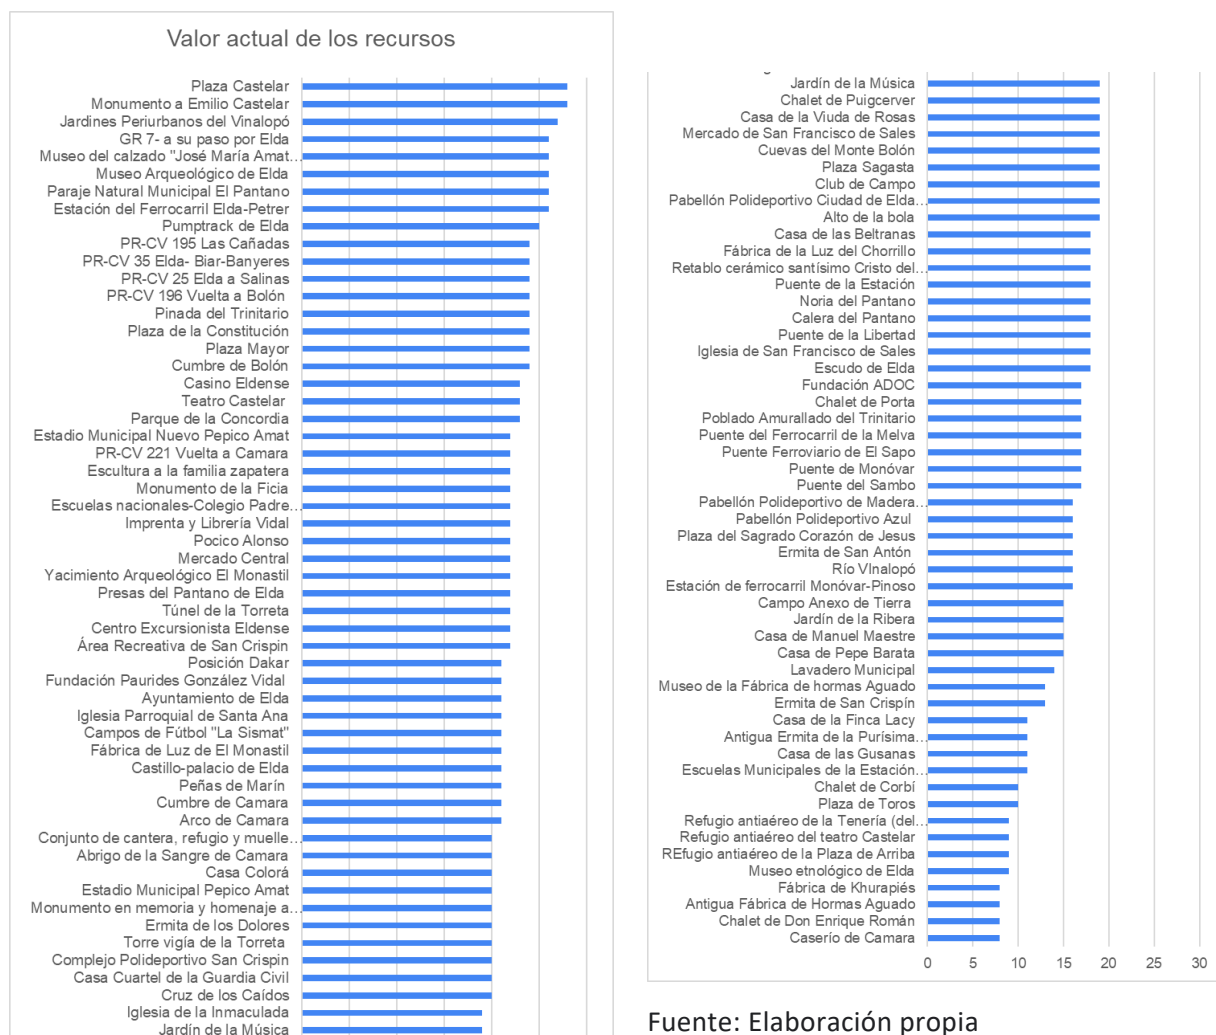 Valor actual de los recursos
Plaza Castelar
Monumento a Emilio Castelar
Jardines Periurbanos del Vinalopó
GR 7- a su paso por Elda
Museo del calzado "José María Amat...
Museo Arqueológico de Elda
Paraje Natural Municipal El Pantano
Estación del Ferrocarril Elda-Petrer
Pumptrack de Elda
PR-CV 195 Las Cañadas
PR-CV 35 Elda- Biar-Banyeres
PR-CV 25 Elda a Salinas
PR-CV 196 Vuelta a Bolón
Pinada del Trinitario
Plaza de la Constitución
Plaza Mayor
Cumbre de Bolón
Casino Eldense
Teatro Castelar
Parque de la Concordia
Estadio Municipal Nuevo Pepico Amat
PR-CV 221 Vuelta a Camara
Escultura a la familia zapatera
Monumento de la Ficia
Escuelas nacionales-Colegio Padre...
Imprenta y Librería Vidal
Pocico Alonso
Mercado Central
Yacimiento Arqueológico El Monastil
Presas del Pantano de Elda
Túnel de la Torreta
Centro Excursionista Eldense
Área Recreativa de San Crispin
Posición Dakar
Fundación Paurides González Vidal
Ayuntamiento de Elda
Iglesia Parroquial de Santa Ana
Campos de Fútbol "La Sismat"
Fábrica de Luz de El Monastil
Castillo-palacio de Elda
Peñas de Marín
Cumbre de Camara
Arco de Camara
Conjunto de cantera, refugio y muelle...
Abrigo de la Sangre de Camara
Casa Colorá
Estadio Municipal Pepico Amat
Monumento en memoria y homenaje a...
Ermita de los Dolores
Torre vigía de la Torreta
Complejo Polideportivo San Crispin
Casa Cuartel de la Guardia Civil
Cruz de los Caídos
Iglesia de la Inmaculada
Jardín de la Música
Jardín de la Música
Chalet de Puigcerver
Casa de la Viuda de Rosas
Mercado de San Francisco de Sales
Cuevas del Monte Bolón
Plaza Sagasta
Club de Campo
Pabellón Polideportivo Ciudad de Elda...
Alto de la bola
Casa de las Beltranas
Fábrica de la Luz del Chorrillo
Retablo cerámico santísimo Cristo del...
Puente de la Estación
Noria del Pantano
Calera del Pantano
Puente de la Libertad
Iglesia de San Francisco de Sales
Escudo de Elda
Fundación ADOC
Chalet de Porta
Poblado Amurallado del Trinitario
Puente del Ferrocarril de la Melva
Puente Ferroviario de El Sapo
Puente de Monóvar
Puente del Sambo
Pabellón Polideportivo de Madera...
Pabellón Polideportivo Azul
Plaza del Sagrado Corazón de Jesus
Ermita de San Antón
Río VInalopó
Estación de ferrocarril Monóvar-Pinoso
Campo Anexo de Tierra
Jardín de la Ribera
Casa de Manuel Maestre
Casa de Pepe Barata
Lavadero Municipal
Museo de la Fábrica de hormas Aguado
Ermita de San Crispín
Casa de la Finca Lacy
Antigua Ermita de la Purísima...
Casa de las Gusanas
Escuelas Municipales de la Estación...
Chalet de Corbí
Plaza de Toros
Refugio antiaéreo de la Tenería (del...
Refugio antiaéreo del teatro Castelar
REfugio antiaéreo de la Plaza de Arriba
Museo etnológico de Elda
Fábrica de Khurapiés
Antigua Fábrica de Hormas Aguado
Chalet de Don Enrique Román
Caserío de Camara
0 5 10 15 20 25 30
Fuente: Elaboración propia